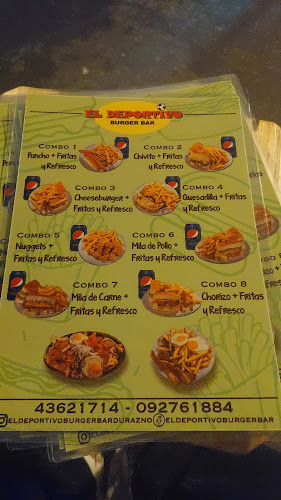 EL DEPORTIVO
BURGER BAR
COMBO 1
Pancho + Fritas
y Refresco
COMBO 2
Chivito + Fritas
y Refresco
COMBO 3
Cheeseburger +
Fritas y Refresco
COMBO 4
Quesadilla + Fritas
y Refresco
COMBO 5
Nuggets +
Fritas y Refresco
COMBO 6
Mila de Pollo +
Fritas y Refresco
COMBO 7
Mila de Carne +
Fritas y Refresco
COMBO 8
Chorizo + Fritas
y Refresco
43621714 - 092761884
ELDEPORTIVOBURGERBARDURAZNO ELDEPORTIVOBURGERBAR